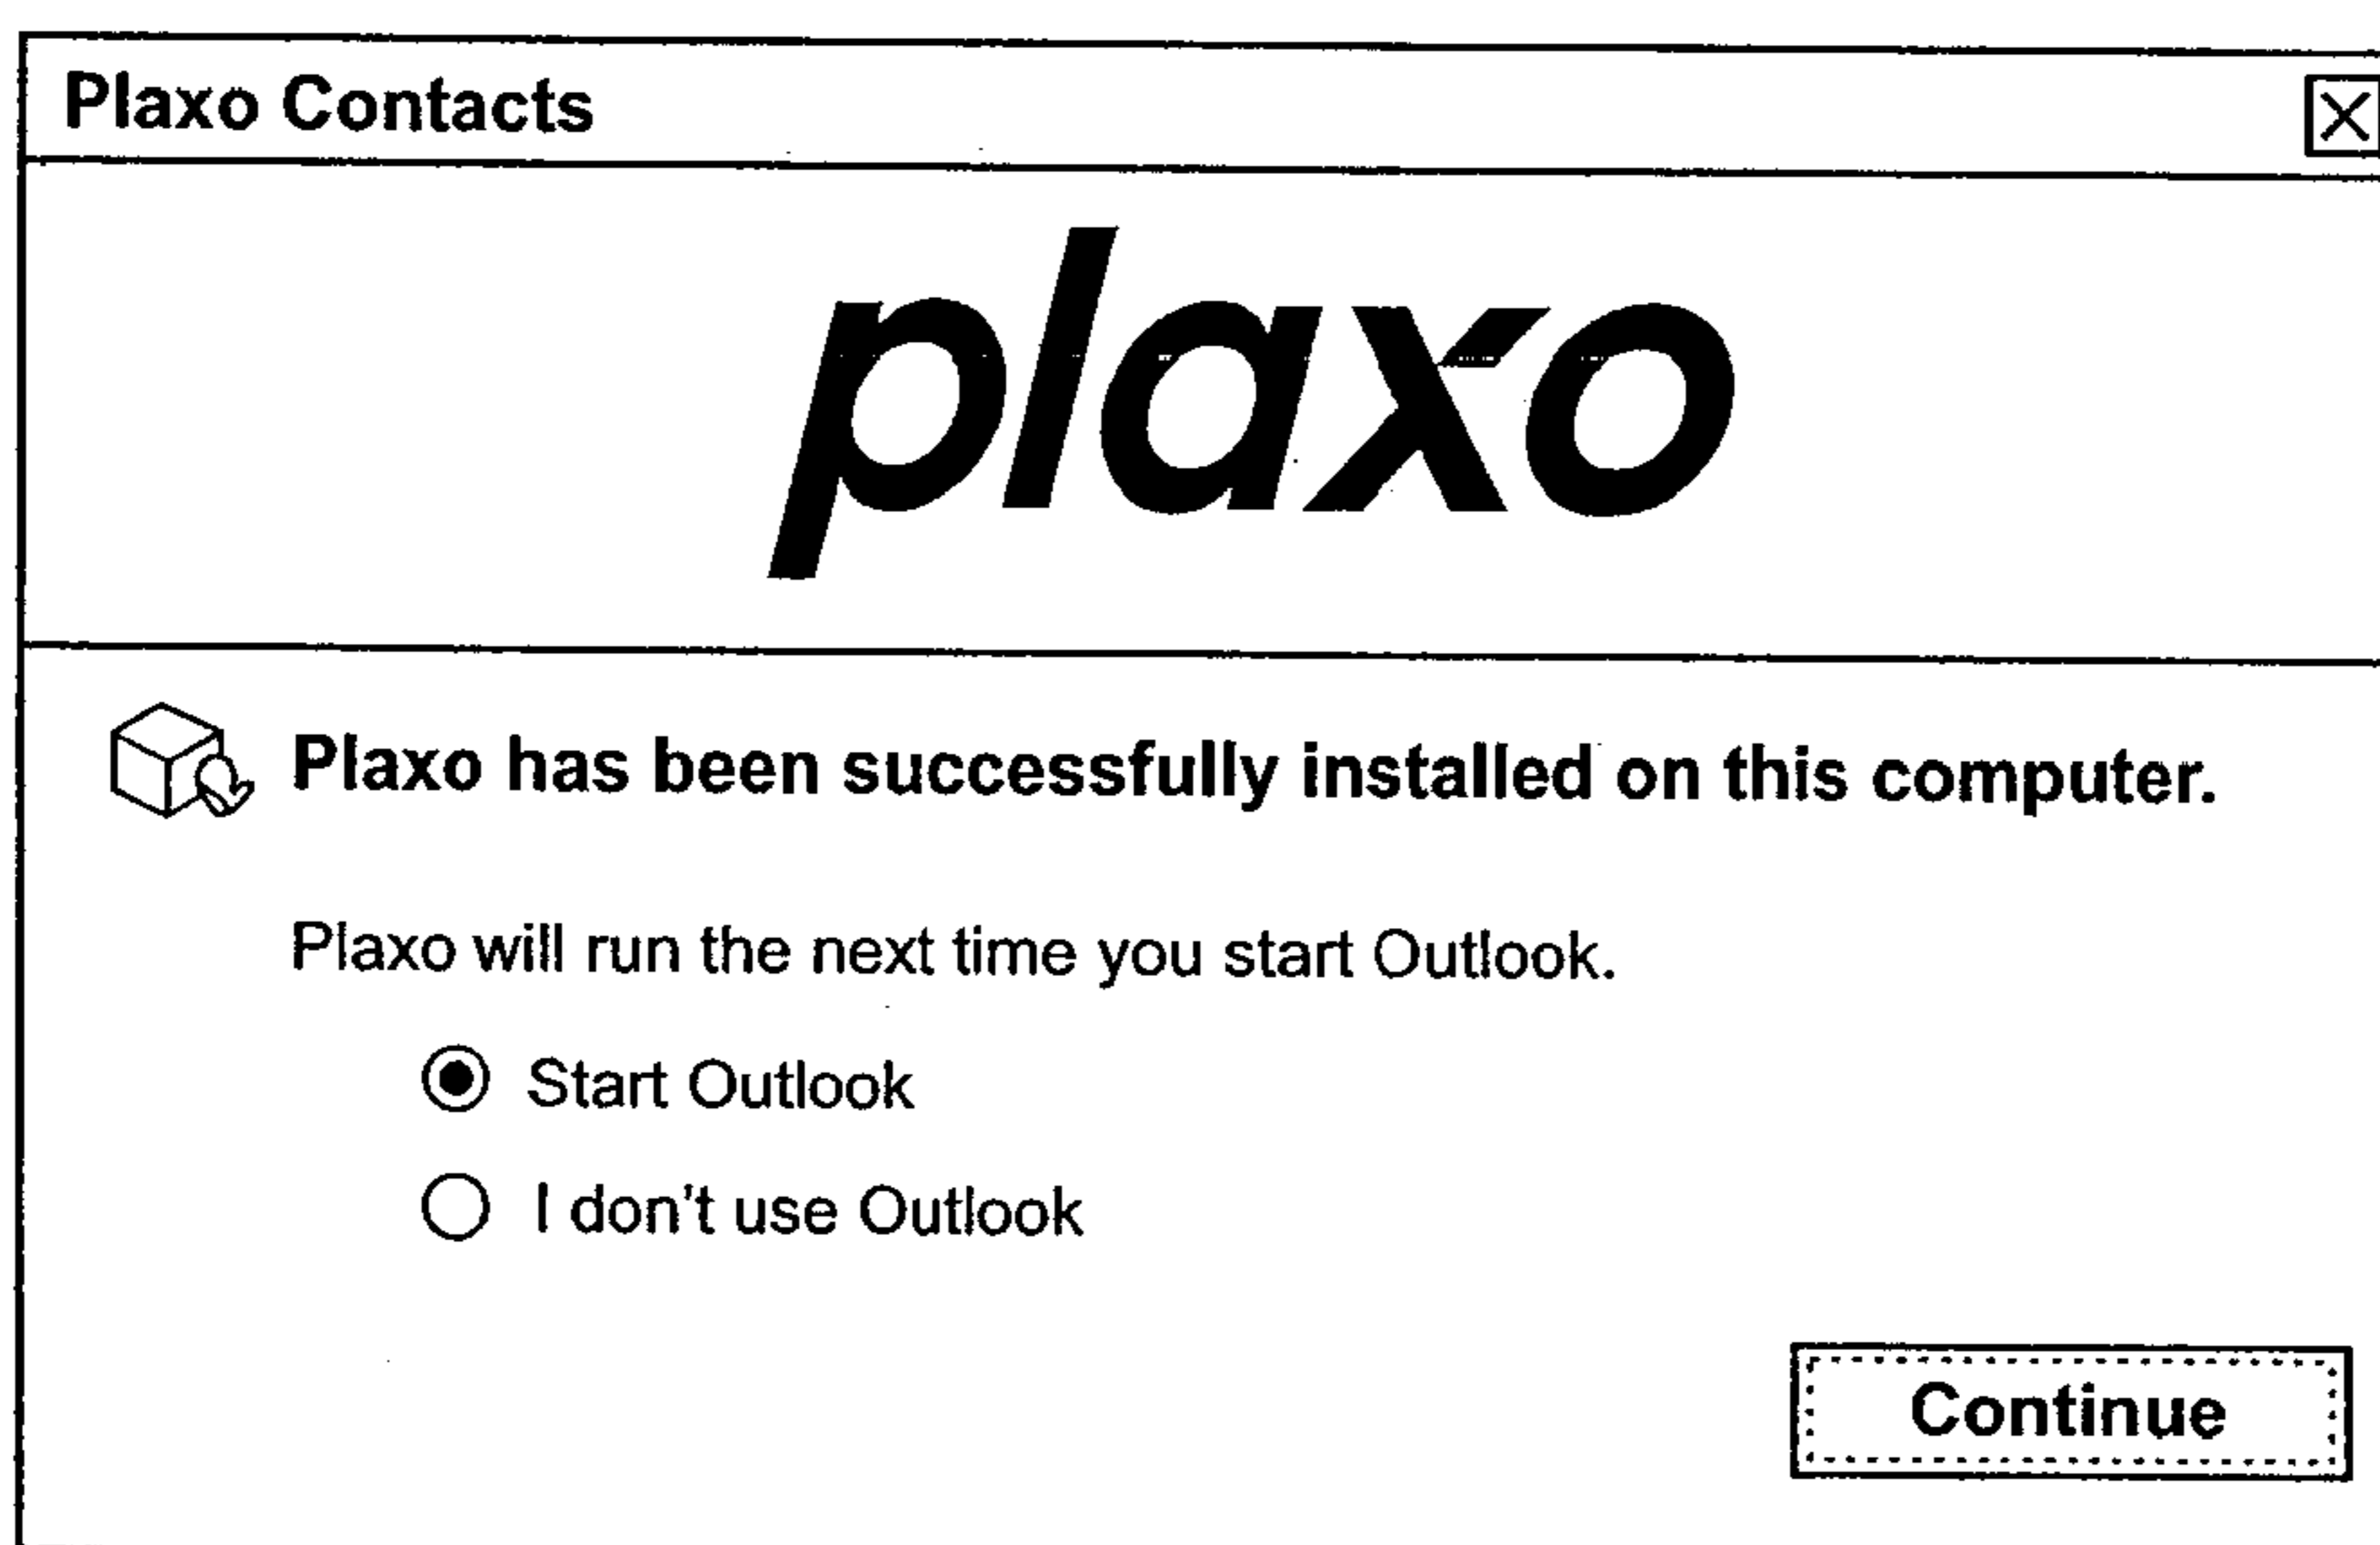 Plaxo Contacts
plaxo
Plaxo has been successfully installed on this computer.
Plaxo will run the next time you start Outlook.
Start Outlook
I don't use Outlook
Continue